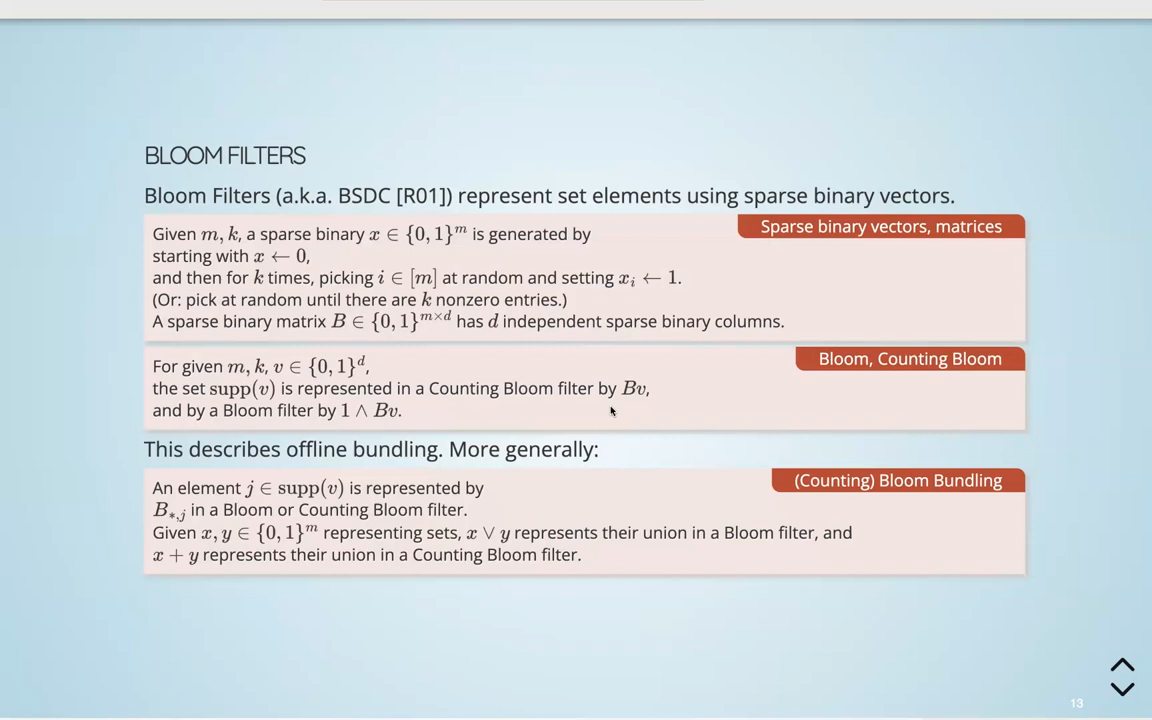 BLOOM FILTERS
Bloom Filters (a.k.a. BSDC [R01]) represent set elements using sparse binary vectors.
Sparse binary vectors, matrices
Given m, k, a sparse binary x ∈ {0, 1}^m is generated by
starting with x ← 0,
and then for k times, picking i ∈ [m] at random and setting x_i ← 1.
(Or: pick at random until there are k nonzero entries.)
A sparse binary matrix B ∈ {0, 1}^{m×d} has d independent sparse binary columns.
Bloom, Counting Bloom
For given m, k, v ∈ {0, 1}^d,
the set supp(v) is represented in a Counting Bloom filter by Bv,
and by a Bloom filter by 1 ∧ Bv.
This describes offline bundling. More generally:
(Counting) Bloom Bundling
An element j ∈ supp(v) is represented by
B_{*,j} in a Bloom or Counting Bloom filter.
Given x, y ∈ {0, 1}^m representing sets, x ∨ y represents their union in a Bloom filter, and
x + y represents their union in a Counting Bloom filter.
13